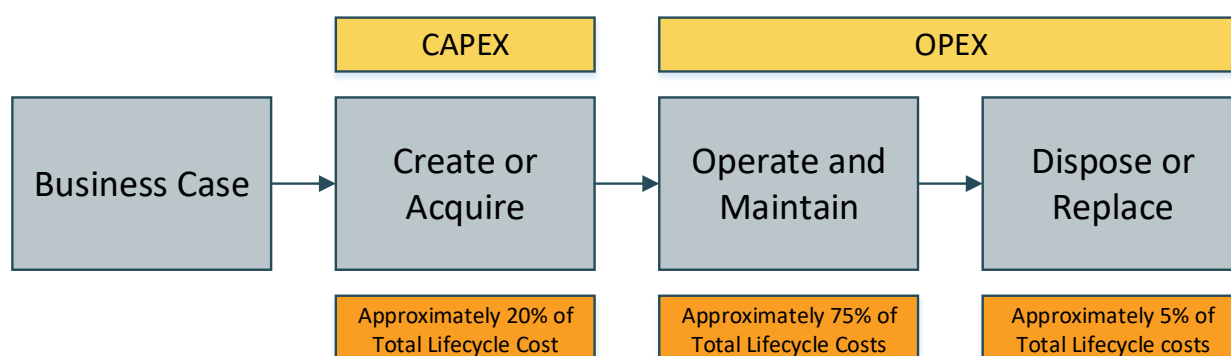 CAPEX
OPEX
Business Case
Create or
Acquire
Operate and
Maintain
Dispose or
Replace
Approximately 20% of
Total Lifecycle Cost
Approximately 75% of
Total Lifecycle Costs
Approximately 5% of
Total Lifecycle costs